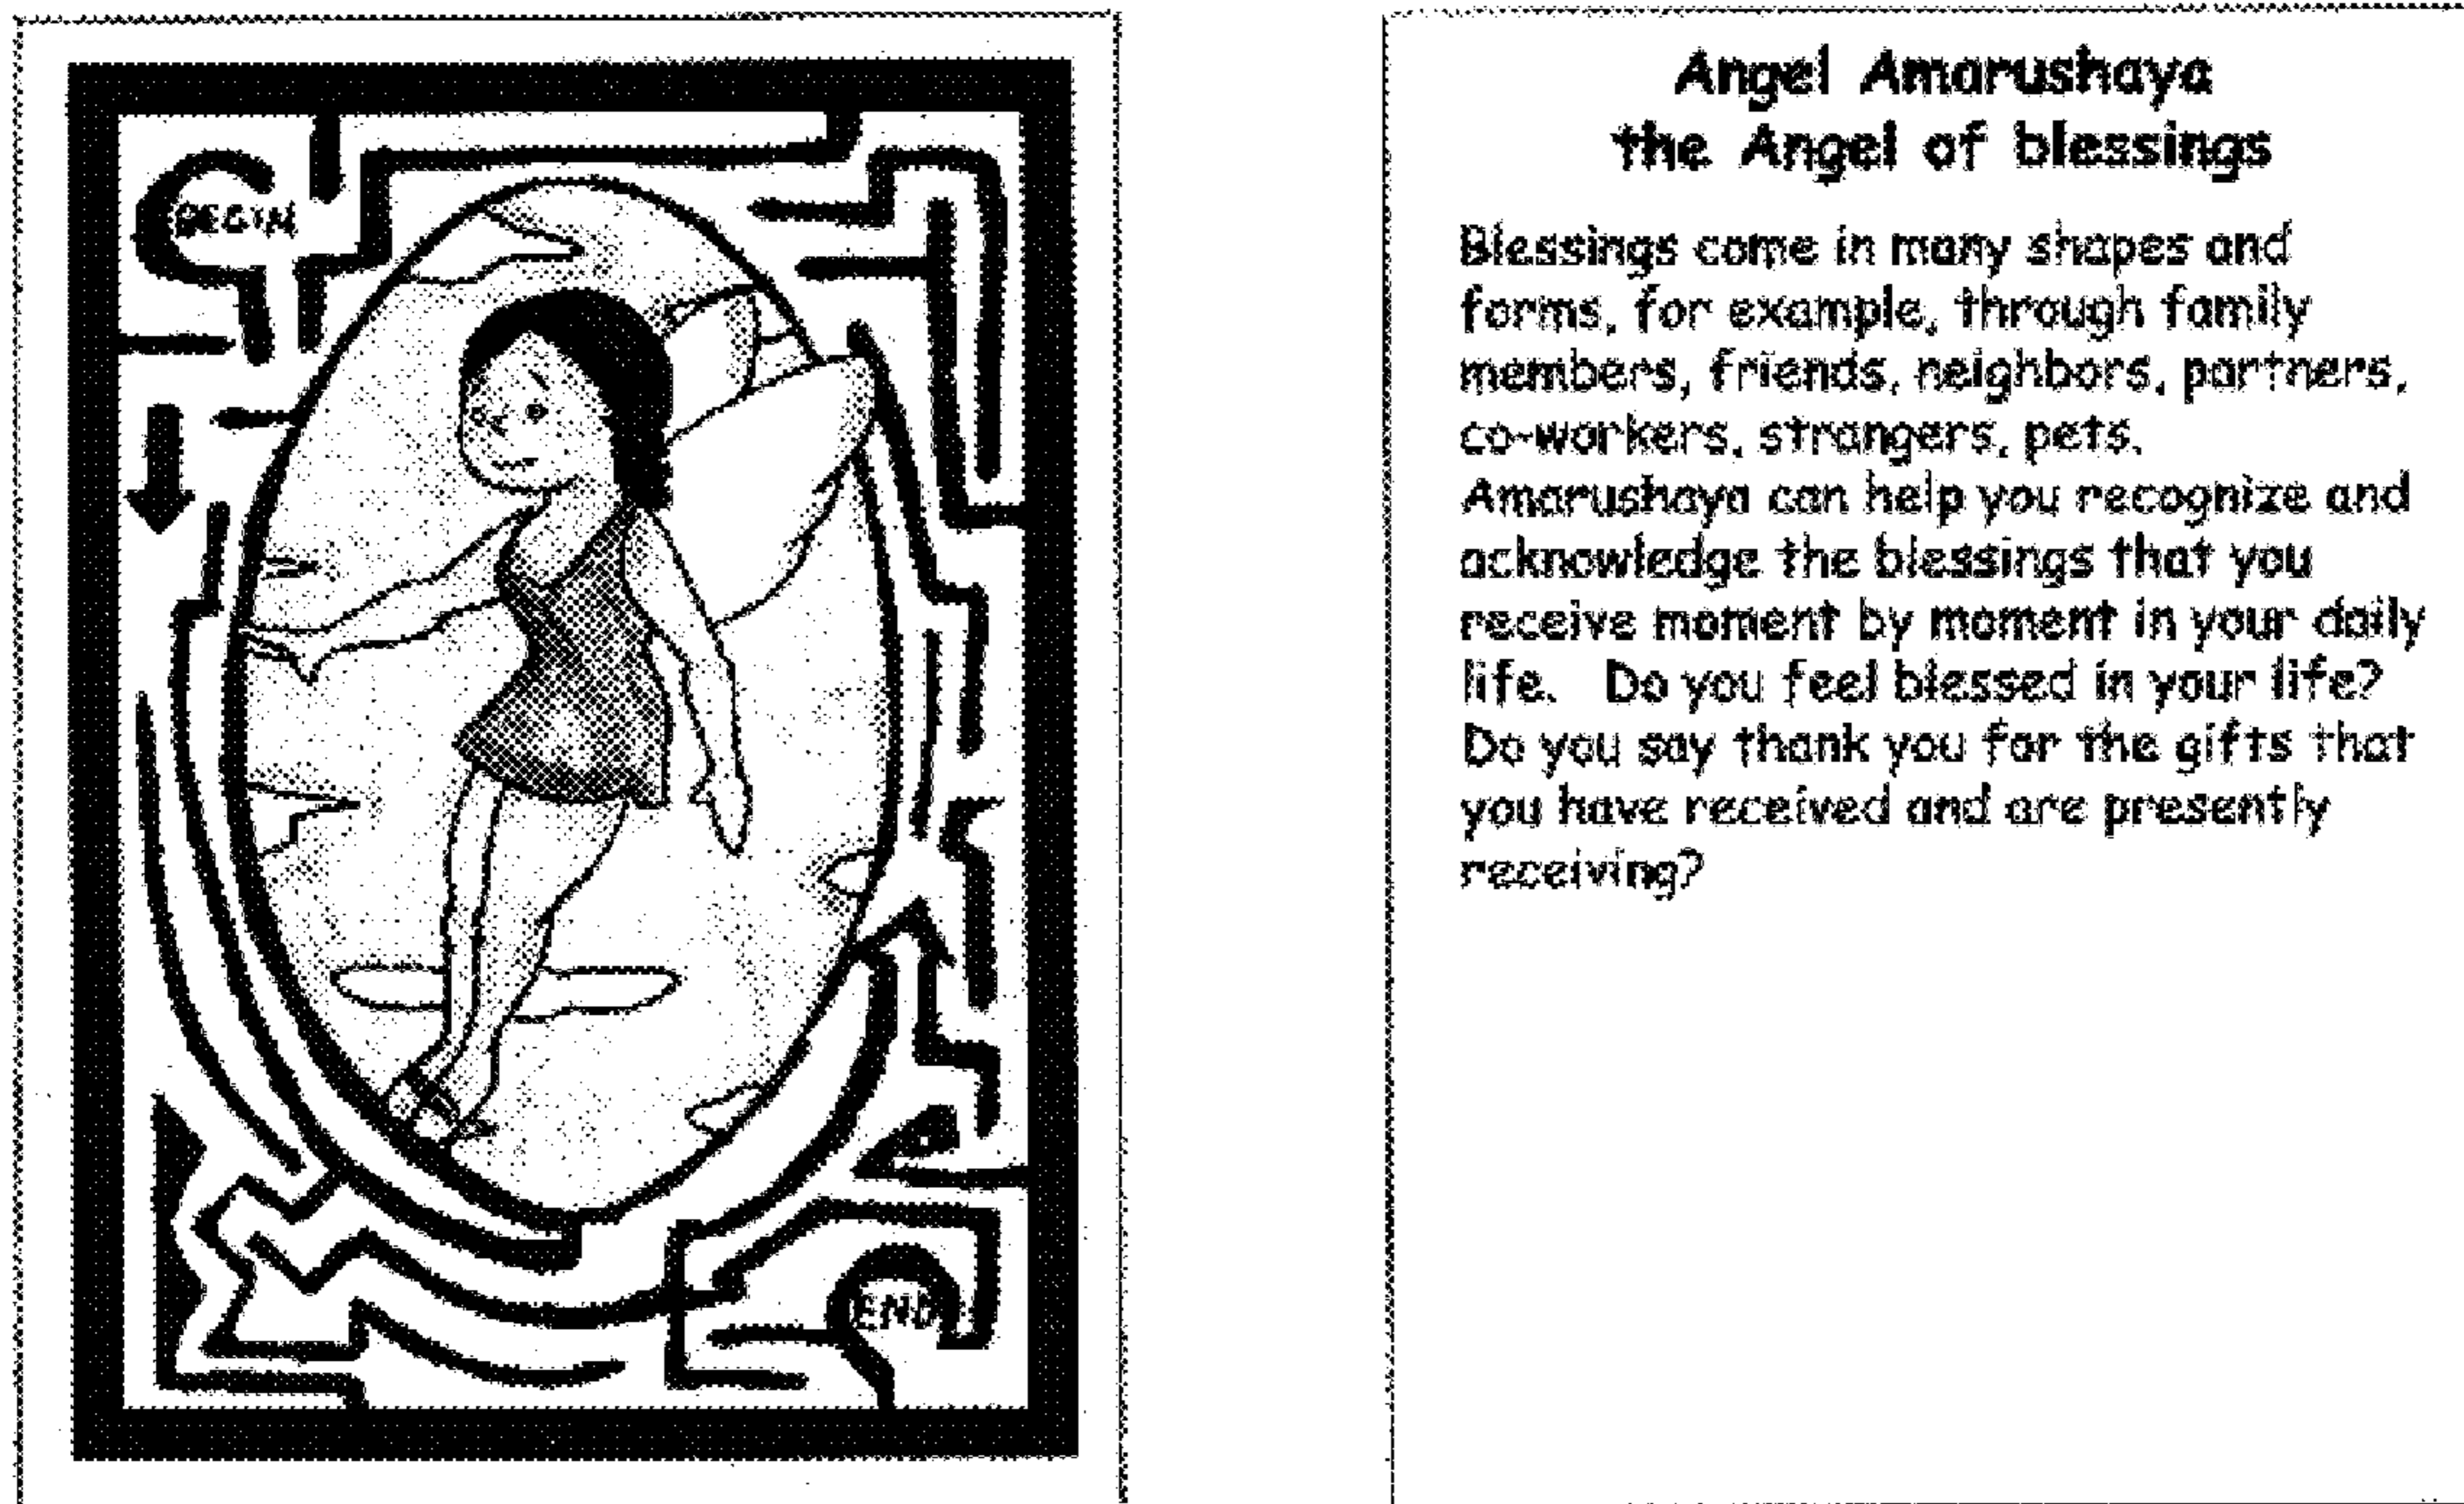 BEGIN
END
Angel Amarushaya
the Angel of blessings
Blessings come in many shapes and
forms, for example, through family
members, friends, neighbors, partners,
co-workers, strangers, pets.
Amarushaya can help you recognize and
acknowledge the blessings that you
receive moment by moment in your daily
life. Do you feel blessed in your life?
Do you say thank you for the gifts that
you have received and are presently
receiving?